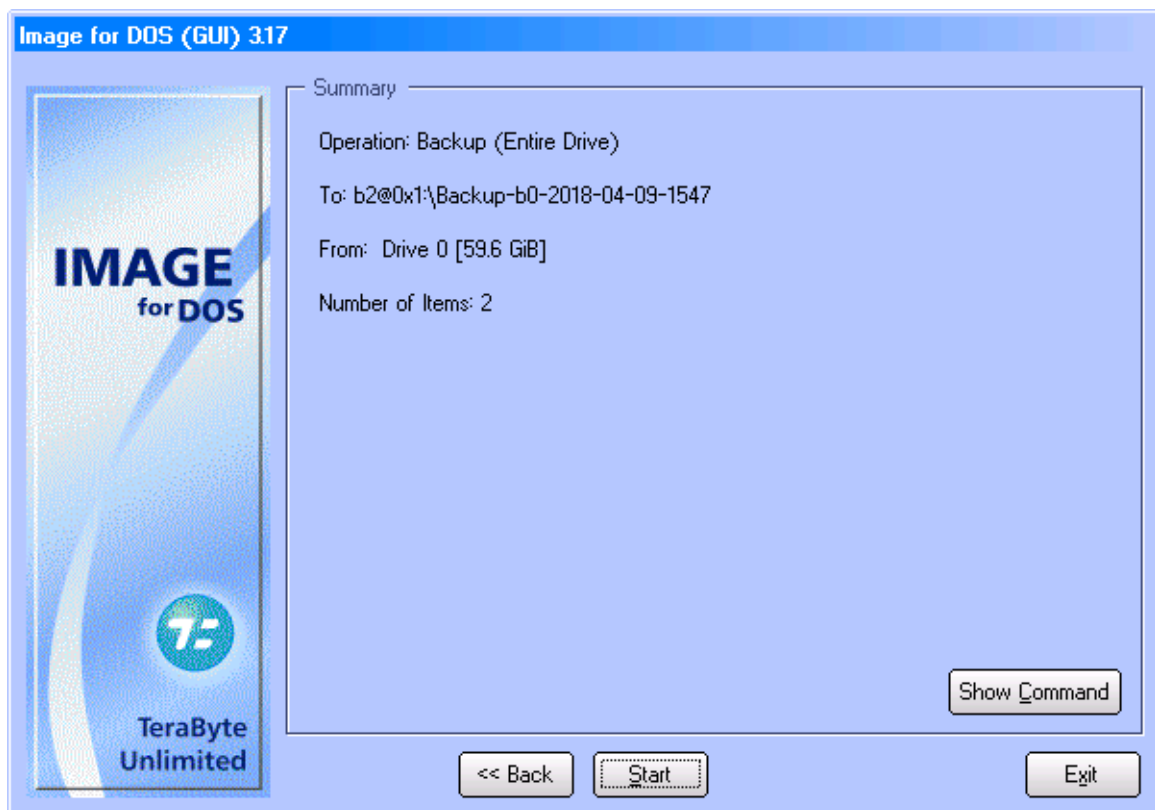 Image for DOS (GUI) 3.17
Summary
Operation: Backup (Entire Drive)
To: b2@0x1:\Backup-b0-2018-04-09-1547
From: Drive 0 [59.6 GiB]
Number of Items: 2
IMAGE
for DOS
TeraByte
Unlimited
Show Command
<< Back
Start
Exit